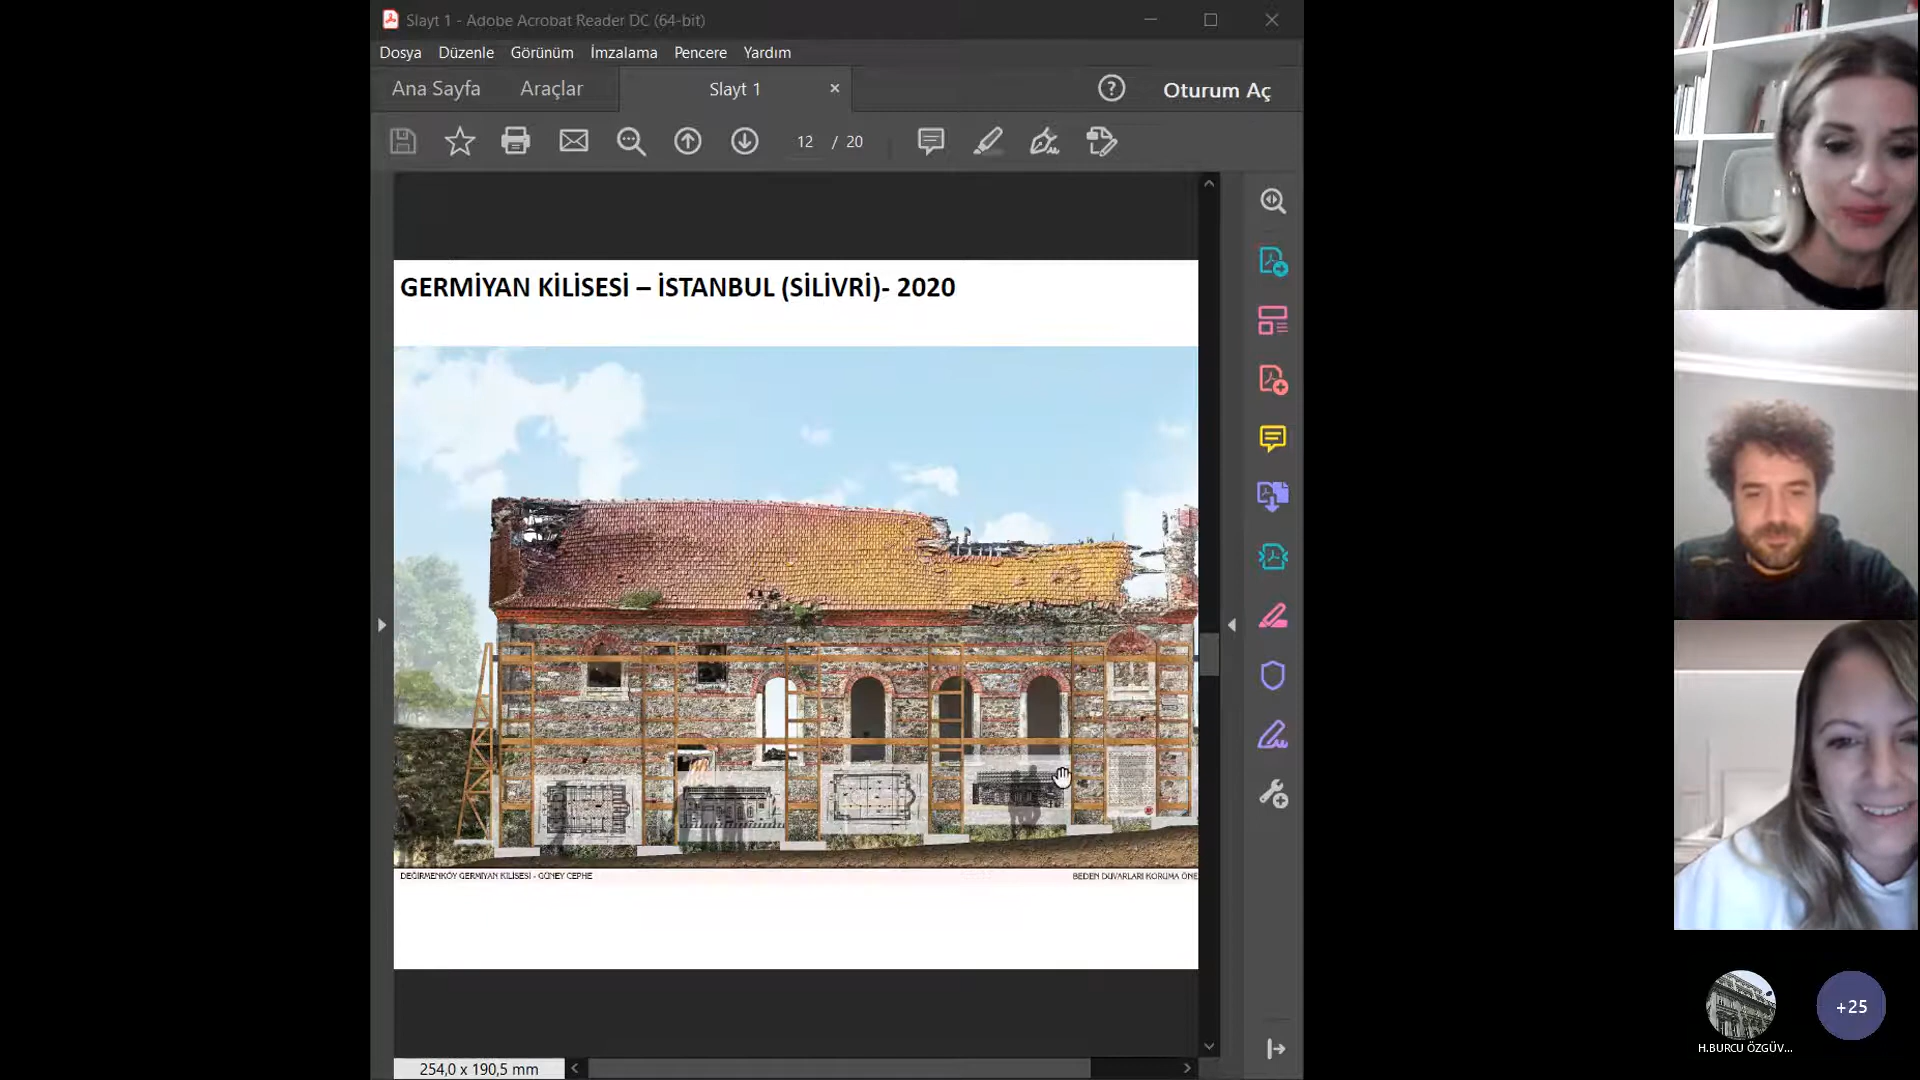 Slayt 1 - Adobe Acrobat Reader DC (64-bit)
Dosya Düzenle Görünüm İmzalama Pencere Yardım
Ana Sayfa Araçlar Slayt 1 Oturum Aç
12 / 20
GERMİYAN KİLİSESİ – İSTANBUL (SİLİVRİ)- 2020
DEĞİRMENKÖY GERMİYAN KİLİSESİ - GÜNEY CEPHE
BEDEN DUVARLARI KORUMA ÖNE
254,0 x 190,5 mm
+25
H.BURCU ÖZGÜV...